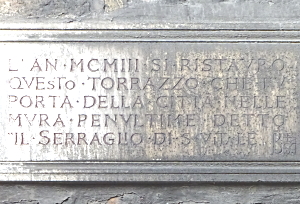 L'AN · MCMIII · SI · RISTAVRO
QVESTO · TORRAZZO · CHE · FV
PORTA · DELLA · CITTÀ · NELLE
MVRA · PENVLTIME · DETTO
IL · SERRAGLIO · DI · S · VITALE